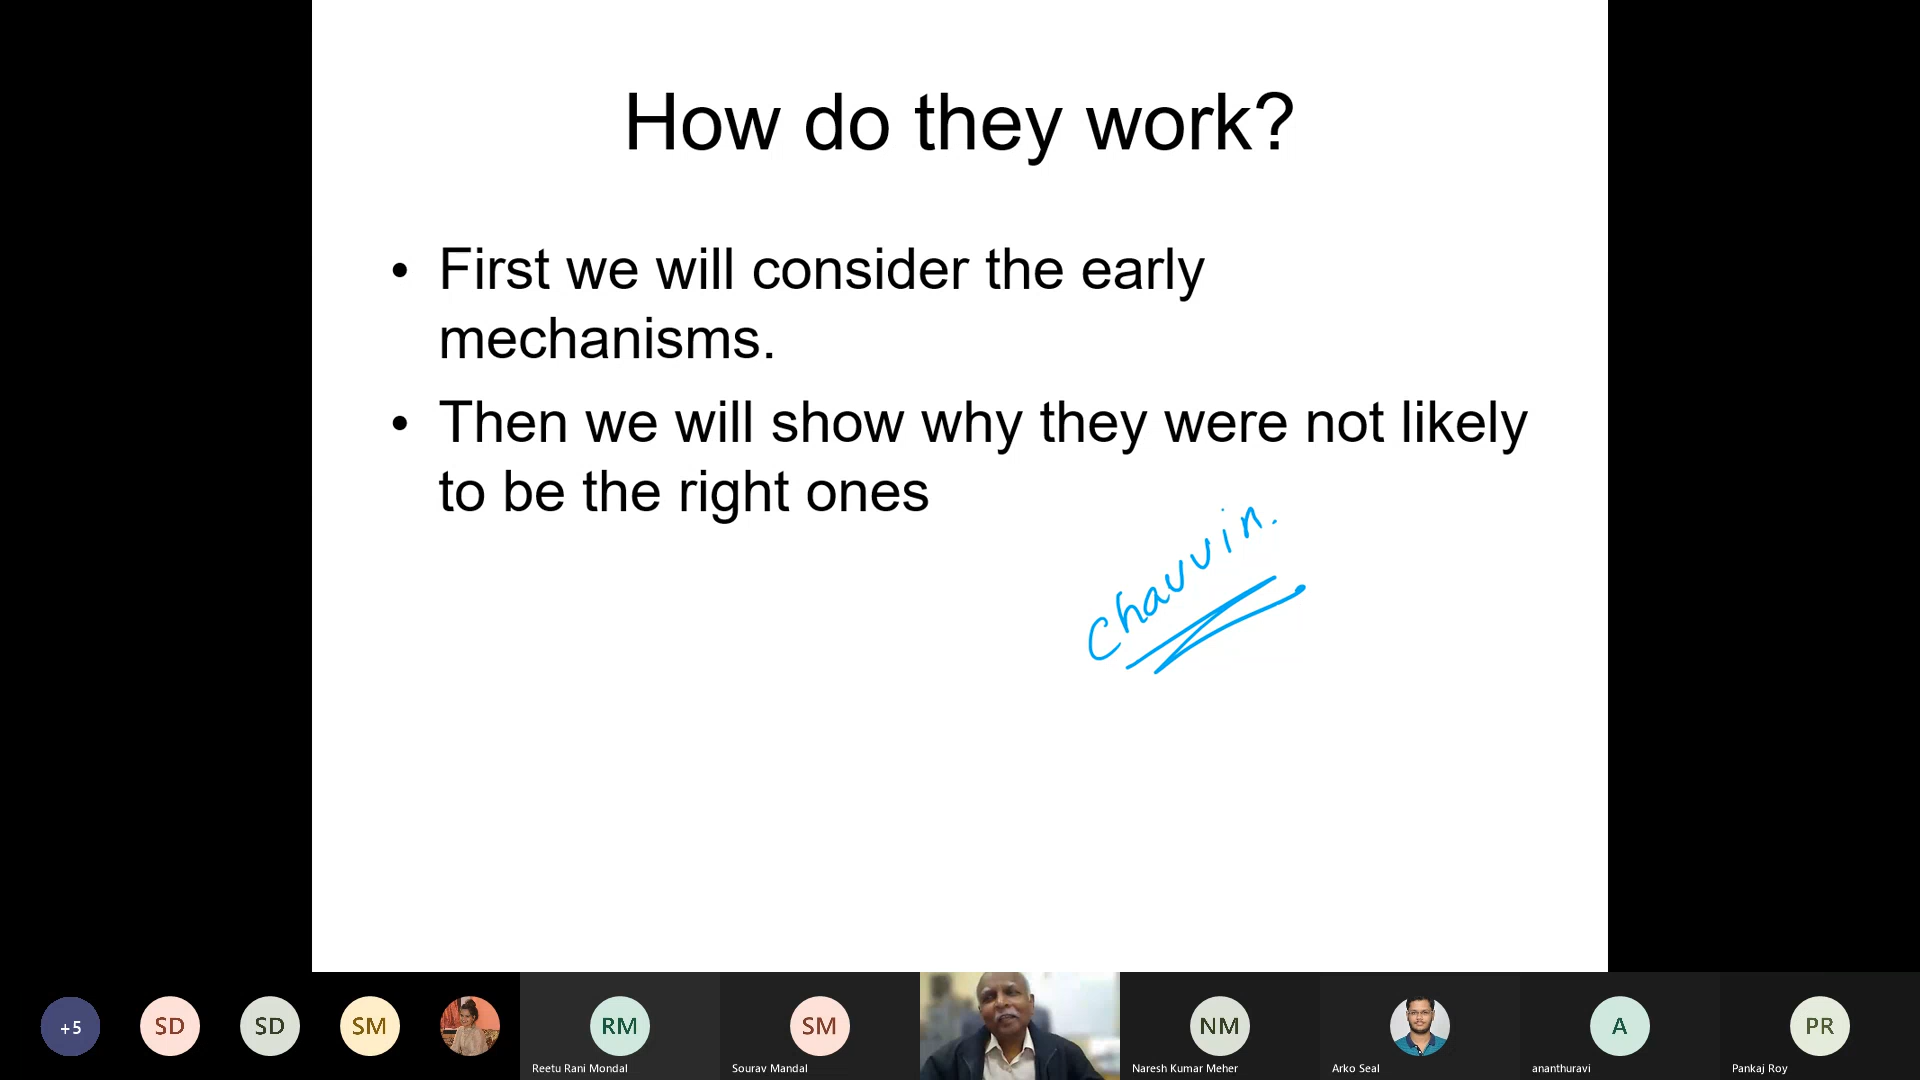 How do they work?
• First we will consider the early
mechanisms.
• Then we will show why they were not likely
to be the right ones
Chauvin.
+5
SD
SD
SM
RM
SM
NM
A
PR
Reetu Rani Mondal
Sourav Mandal
Naresh Kumar Meher
Arko Seal
ananthuravi
Pankaj Roy